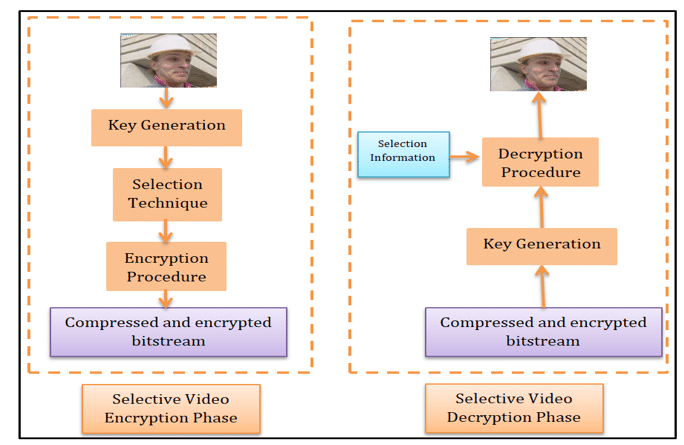 Key Generation
Selection
Technique
Encryption
Procedure
Compressed and encrypted
bitstream
Selective Video
Encryption Phase
Selection
Information
Decryption
Procedure
Key Generation
Compressed and encrypted
bitstream
Selective Video
Decryption Phase